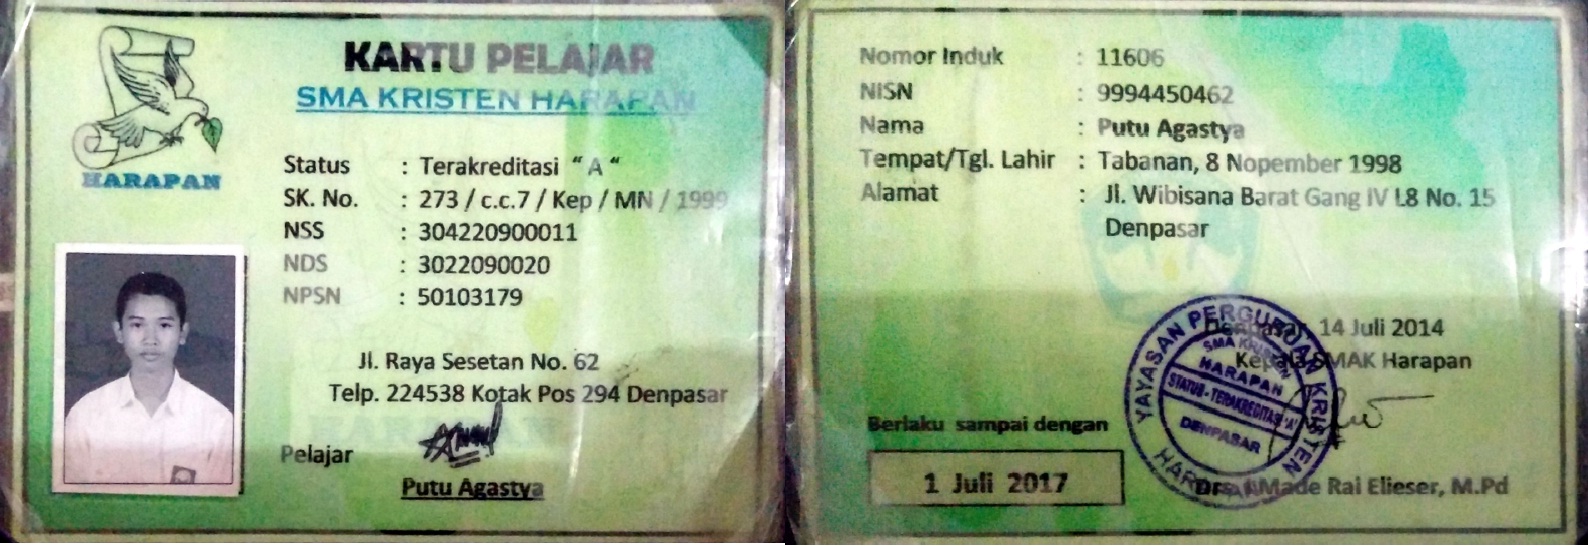 KARTU PELAJAR
SMA KRISTEN HARAPAN
HARAPAN
Status : Terakreditasi “ A “
SK. No. : 273 / c.c.7 / Kep / MN / 1999
NSS : 304220900011
NDS : 3022090020
NPSN : 50103179
Jl. Raya Sesetan No. 62
Telp. 224538 Kotak Pos 294 Denpasar
Pelajar
Putu Agastya
Nomor Induk : 11606
NISN : 9994450462
Nama : Putu Agastya
Tempat/Tgl. Lahir : Tabanan, 8 Nopember 1998
Alamat : Jl. Wibisana Barat Gang IV L8 No. 15
Denpasar
Denpasar, 14 Juli 2014
Kepala SMAK Harapan
YAYASAN PERGURUAN KRISTEN
HARAPAN
SMA KRISTEN
HARAPAN
STATUS - TERAKREDITASI 'A'
DENPASAR
Berlaku sampai dengan
1 Juli 2017
Made Rai Elieser, M.Pd